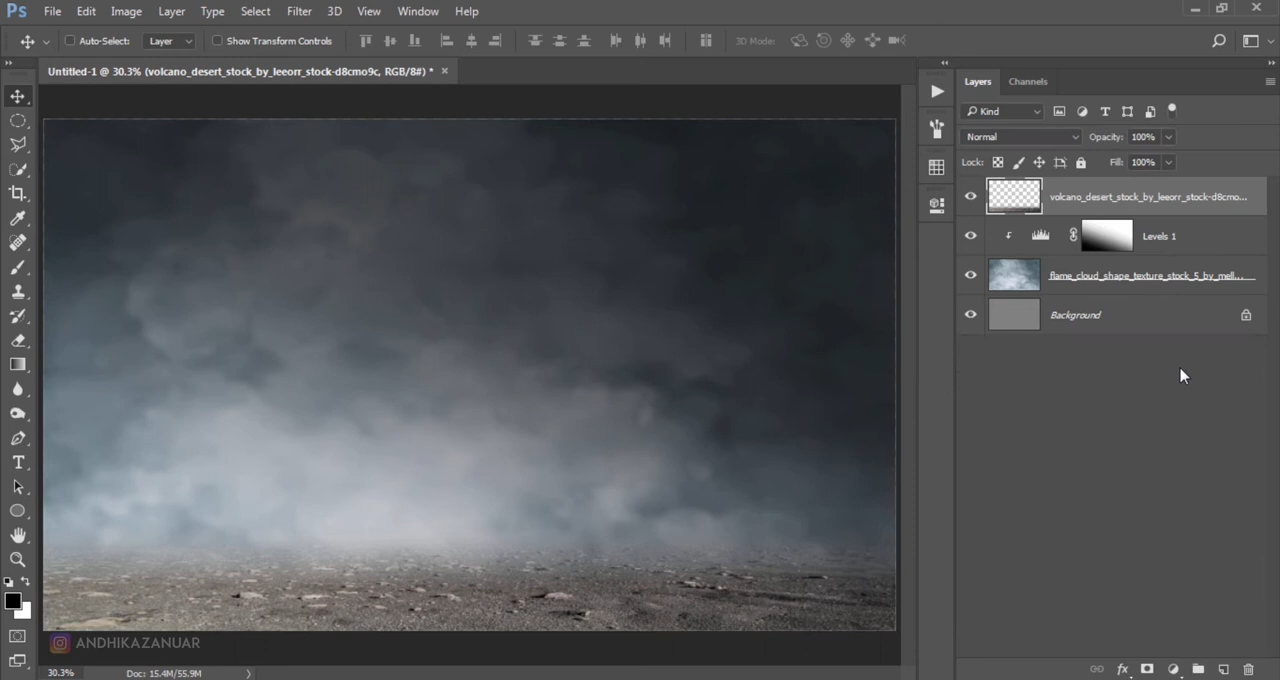 Ps File Edit Image Layer Type Select Filter 3D View Window Help
Auto-Select: Layer Show Transform Controls 3D Mode:
Untitled-1 @ 30.3% (volcano_desert_stock_by_leeorr_stock-d8cmo9c, RGB/8#) * ×
Layers Channels
Kind
Normal Opacity: 100%
Lock: Fill: 100%
volcano_desert_stock_by_leeorr_stock-d8cmo...
Levels 1
flame_cloud_shape_texture_stock_5_by_mell...
Background
ANDHIKAZANUAR
30.3% Doc: 15.4M/55.9M
fx